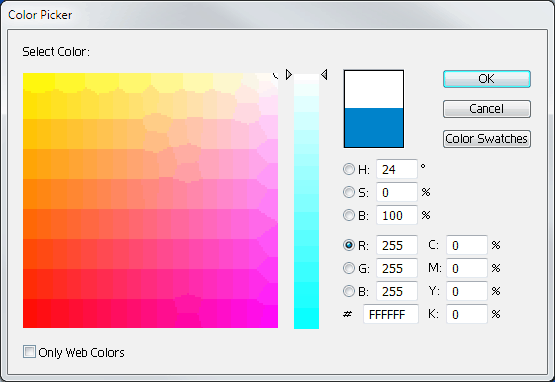 Color Picker
Select Color:
OK
Cancel
Color Swatches
H: 24 °
S: 0 %
B: 100 %
R: 255 C: 0 %
G: 255 M: 0 %
B: 255 Y: 0 %
# FFFFFF K: 0 %
Only Web Colors